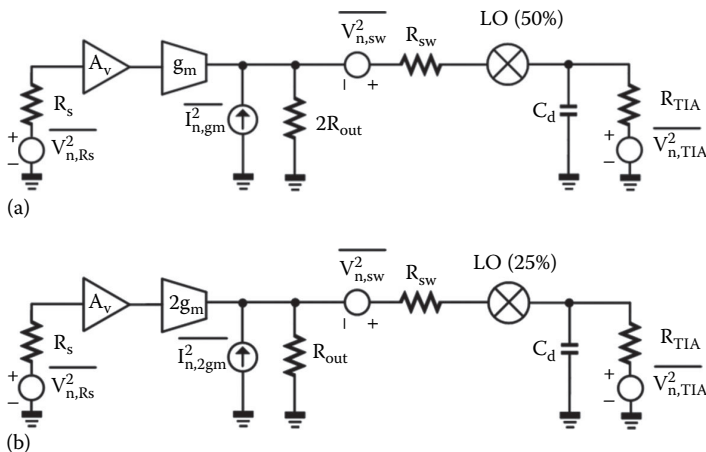 V²n,sw
Rsw
LO (50%)
Av
gm
Rs
I²n,gm
2Rout
Cd
RTIA
+
−
V²n,Rs
− +
+
−
V²n,TIA
(a)
V²n,sw
Rsw
LO (25%)
Av
2gm
Rs
I²n,2gm
Rout
Cd
RTIA
+
−
V²n,Rs
− +
+
−
V²n,TIA
(b)